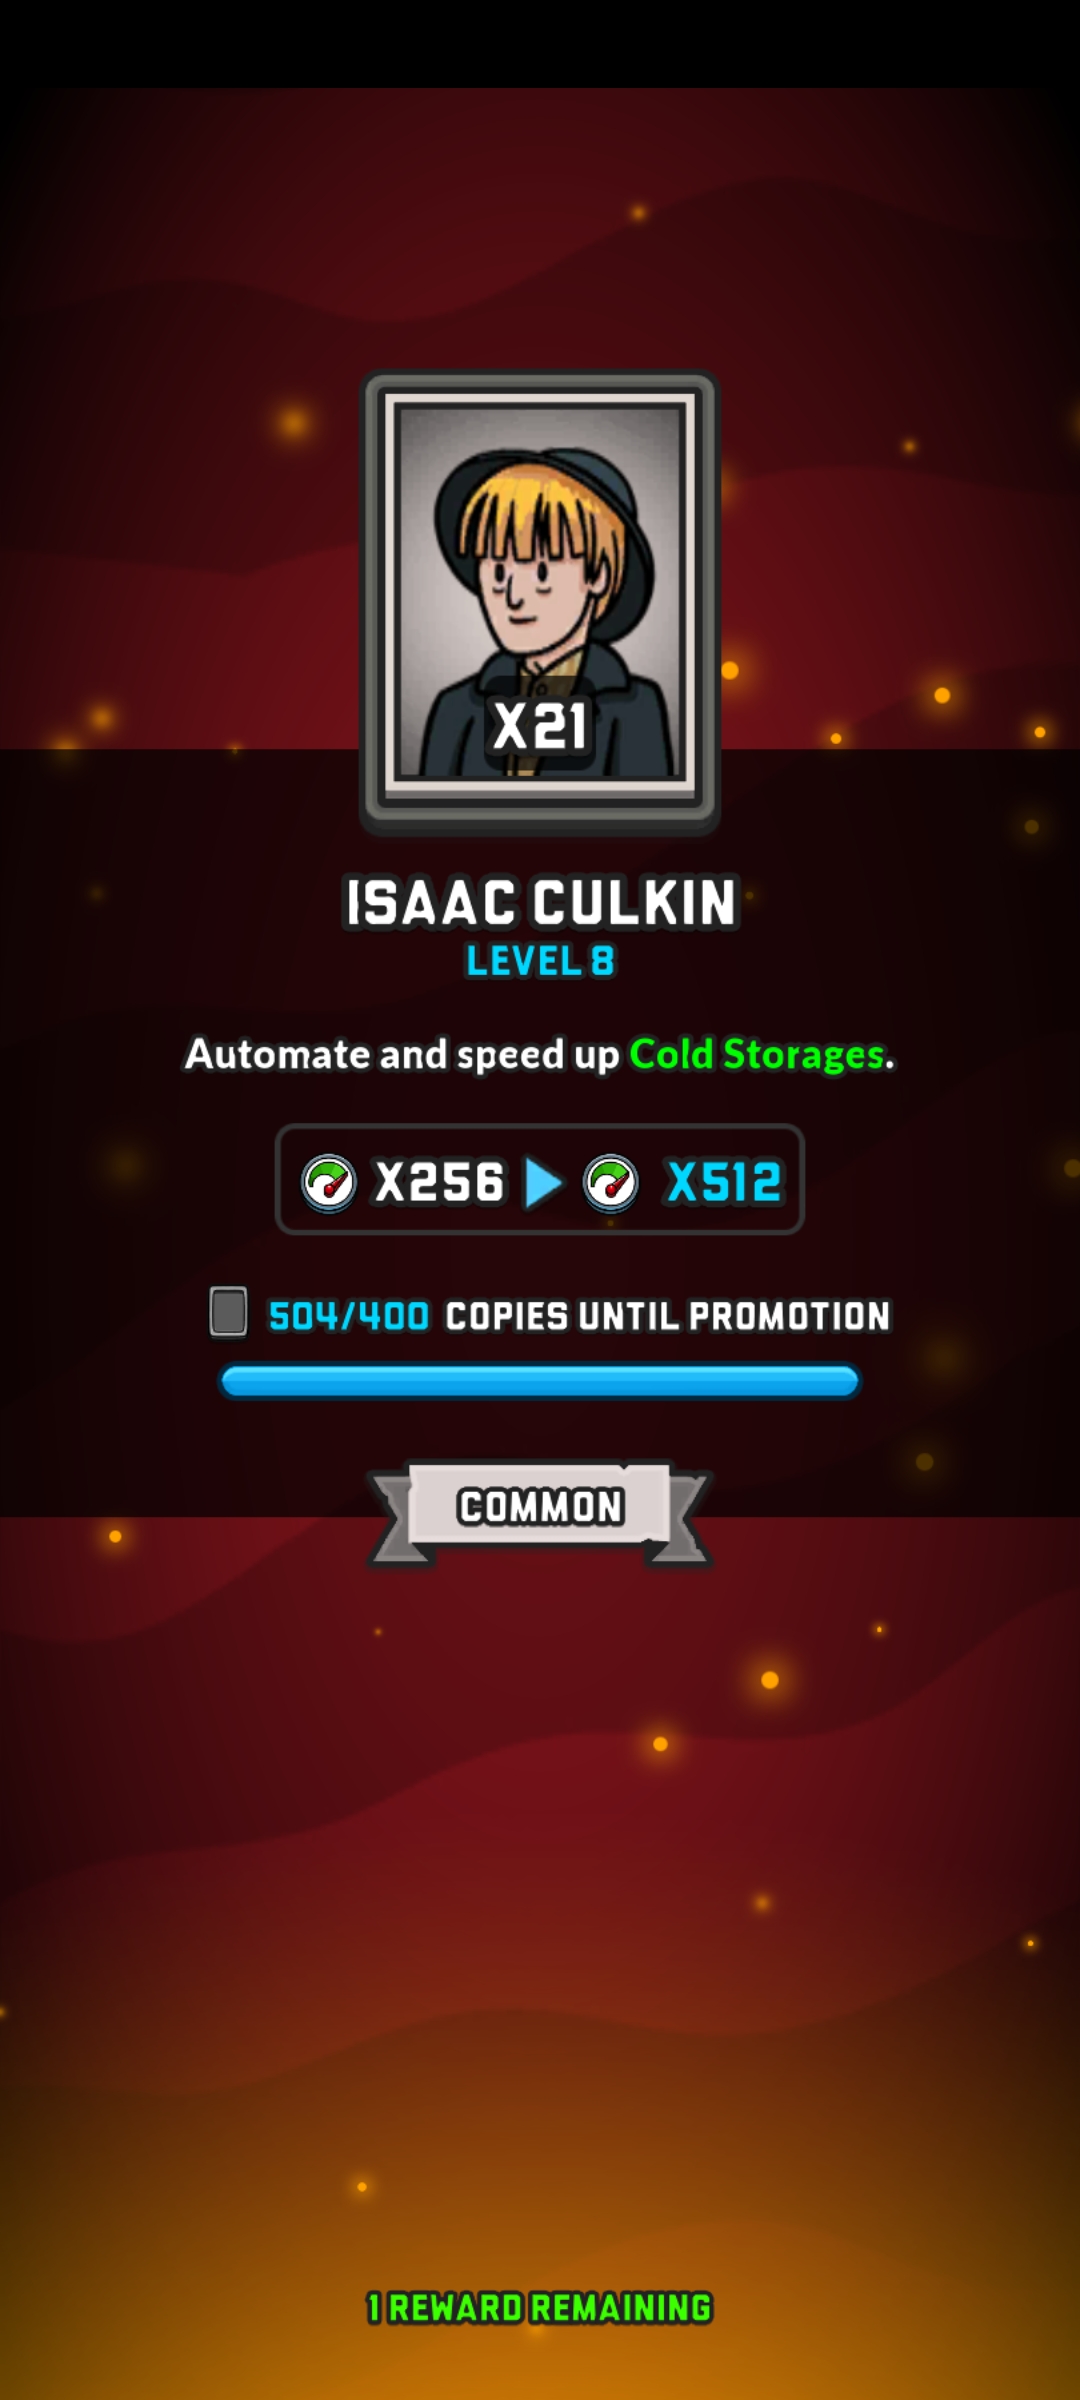 X21
ISAAC CULKIN
LEVEL 8
Automate and speed up Cold Storages.
X256 X512
504/400 COPIES UNTIL PROMOTION
COMMON
1 REWARD REMAINING